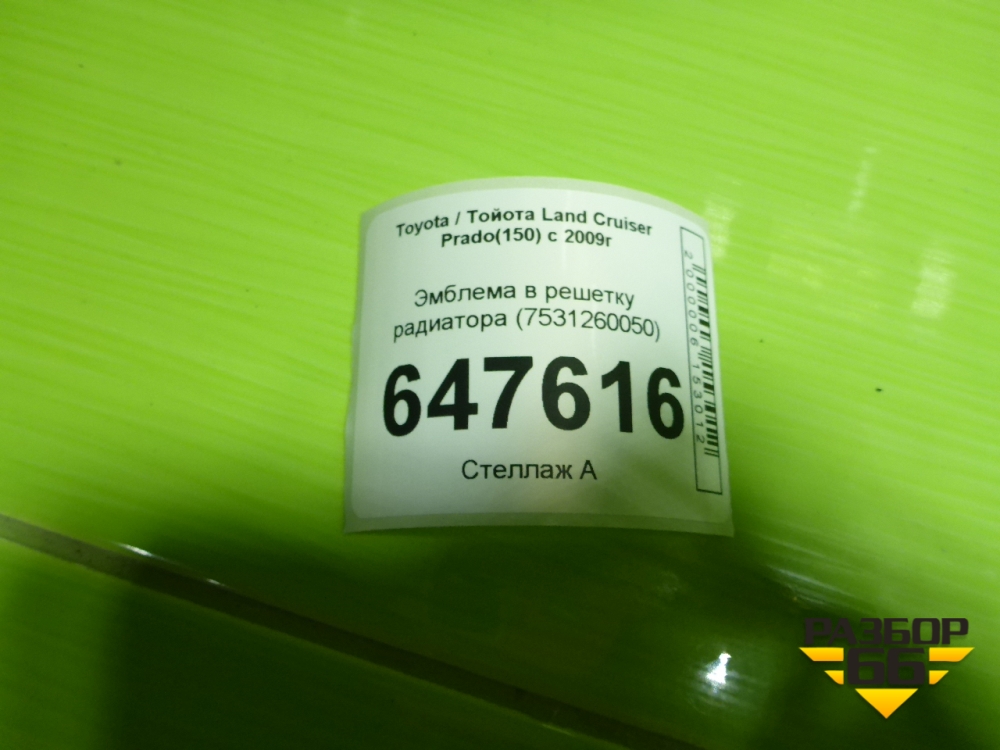 Toyota / Тойота Land Cruiser
Prado(150) с 2009г
Эмблема в решетку
радиатора (7531260050)
647616
Стеллаж А
2000006153012
РАЗБОР
66